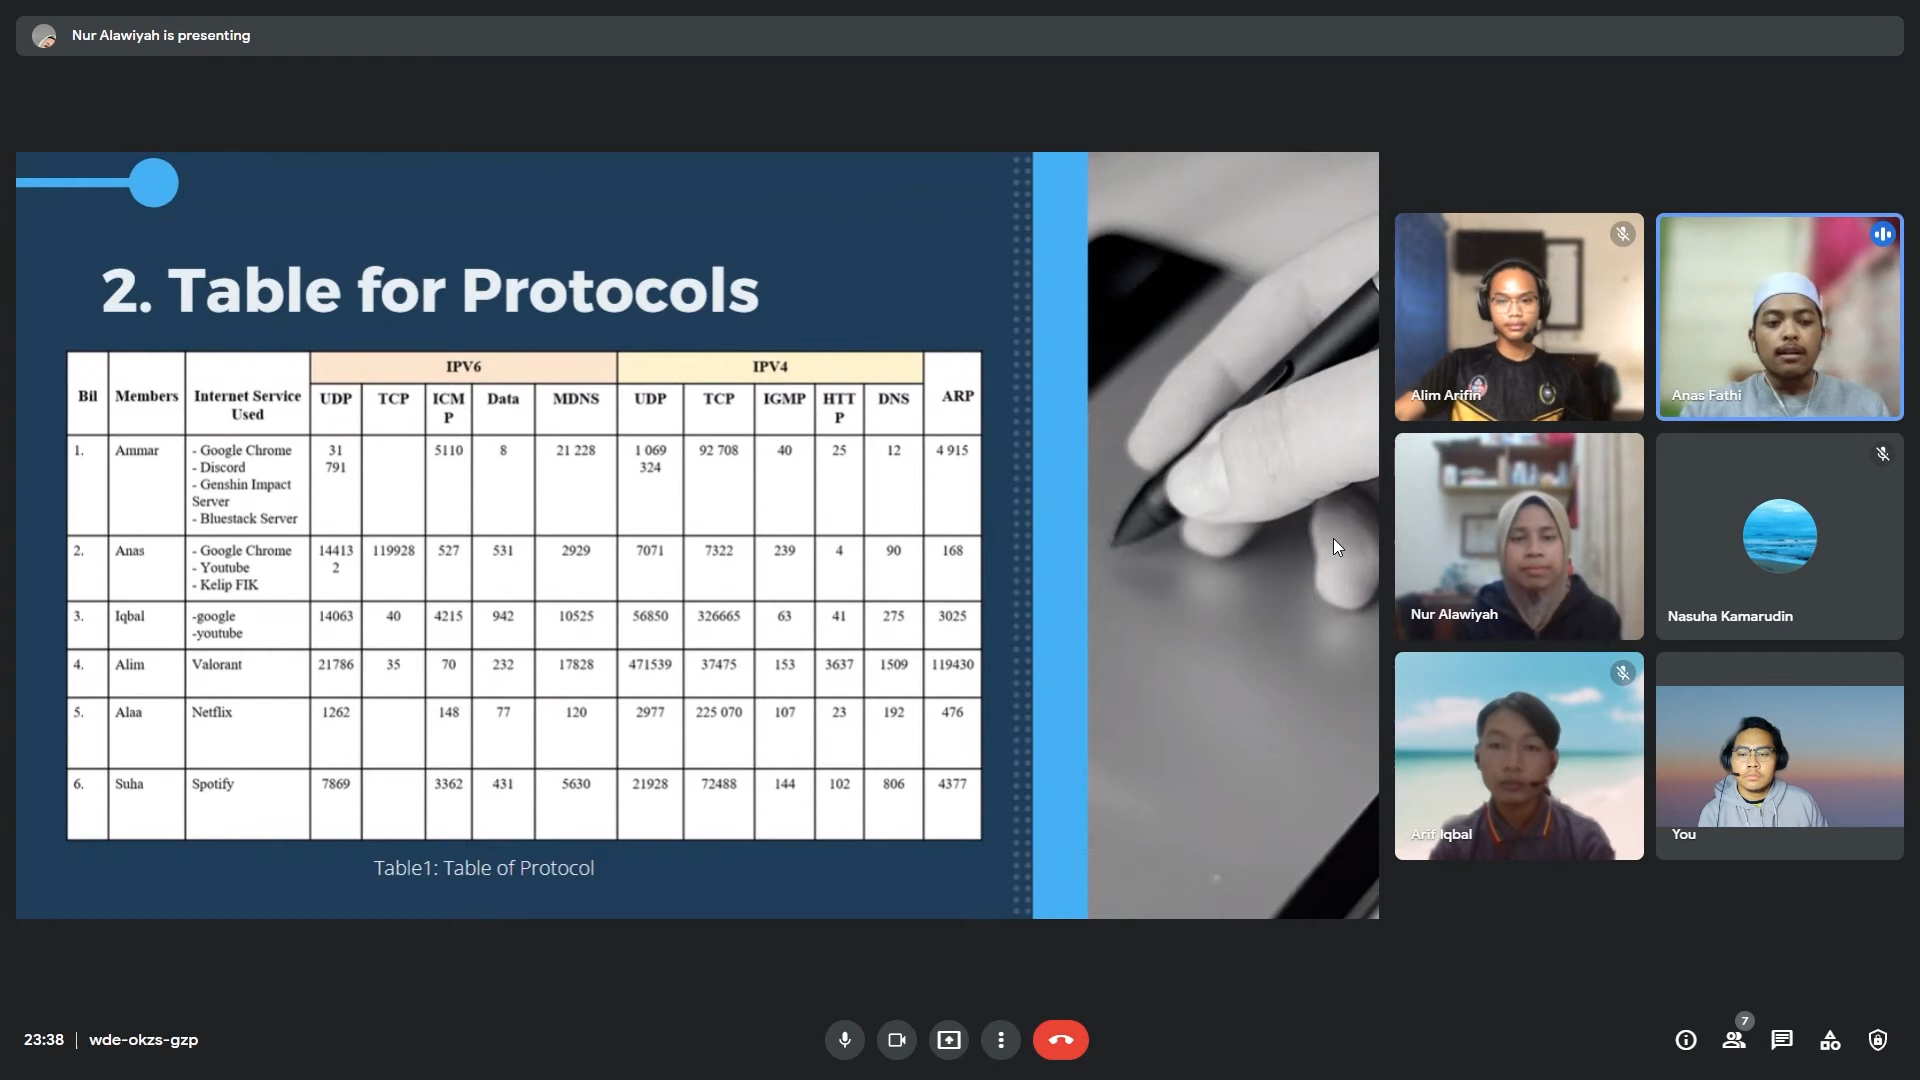 Nur Alawiyah is presenting
2. Table for Protocols
IPV6 IPV4
Bil Members Internet Service Used UDP TCP ICMP Data MDNS UDP TCP IGMP HTTP DNS ARP
1. Ammar - Google Chrome 31 5110 8 21 228 1 069 92 708 40 25 12 4 915
- Discord 791 324
- Genshin Impact
Server
- Bluestack Server
2. Anas - Google Chrome 14413 119928 527 531 2929 7071 7322 239 4 90 168
- Youtube 2
- Kelip FIK
3. Iqbal -google 14063 40 4215 942 10525 56850 326665 63 41 275 3025
-youtube
4. Alim Valorant 21786 35 70 232 17828 471539 37475 153 3637 1509 119430
5. Alaa Netflix 1262 148 77 120 2977 225 070 107 23 192 476
6. Suha Spotify 7869 3362 431 5630 21928 72488 144 102 806 4377
Table1: Table of Protocol
Alim Arifin
Anas Fathi
Nur Alawiyah
Nasuha Kamarudin
Arif Iqbal
You
23:38 | wde-okzs-gzp
7